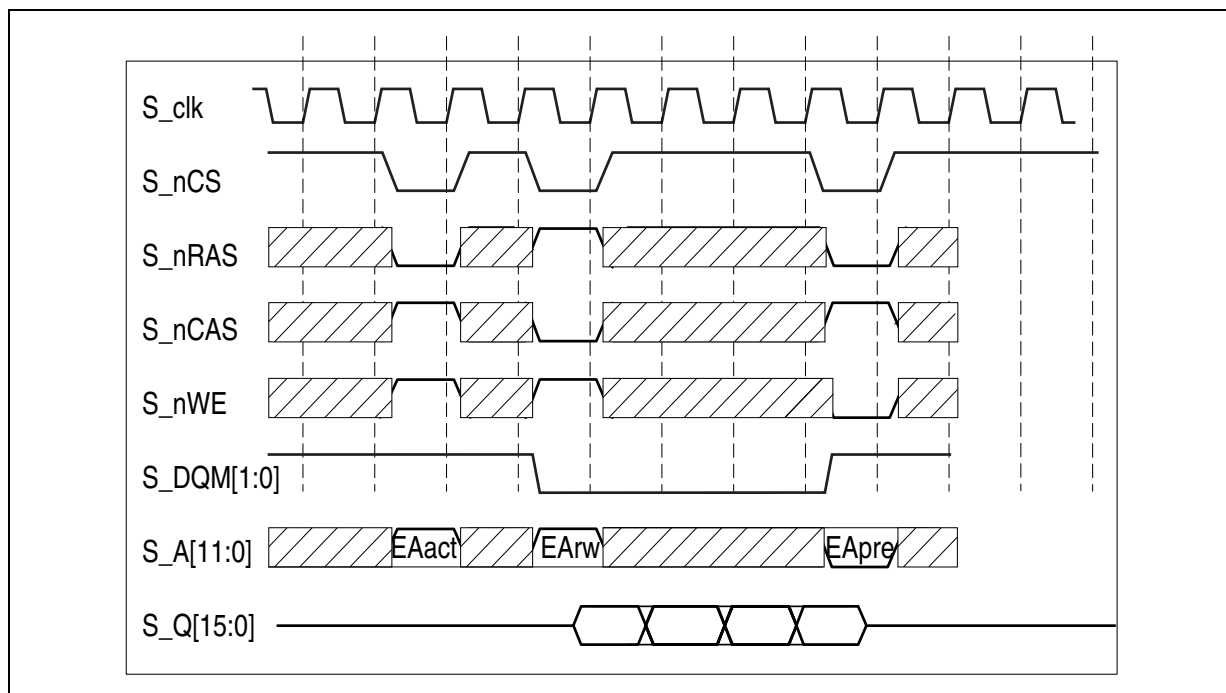 S_clk
S_nCS
S_nRAS
S_nCAS
S_nWE
S_DQM[1:0]
S_A[11:0] EAact EArw EApre
S_Q[15:0]